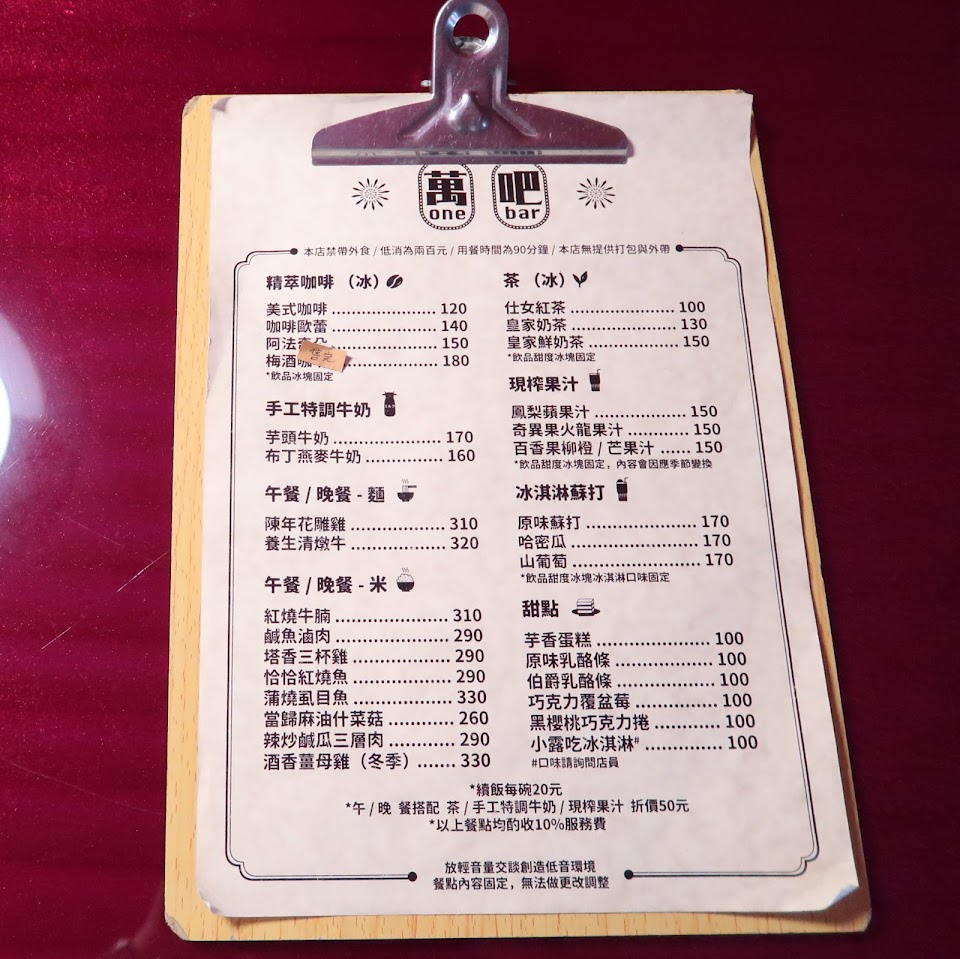 萬 吧
one bar
本店禁帶外食 / 低消為兩百元 / 用餐時間為90分鐘 / 本店無提供打包與外帶
精萃咖啡 （冰）
美式咖啡 ........................ 120
咖啡歐蕾 ........................ 140
阿法 ........................ 150
梅酒咖 ........................ 180
售完
*飲品冰塊固定
手工特調牛奶
芋頭牛奶 ........................ 170
布丁燕麥牛奶 .................. 160
午餐 / 晚餐 - 麵
陳年花雕雞 ..................... 310
養生清燉牛 ..................... 320
午餐 / 晚餐 - 米
紅燒牛腩 ........................ 310
鹹魚滷肉 ........................ 290
塔香三杯雞 ..................... 290
恰恰紅燒魚 ..................... 290
蒲燒虱目魚 ..................... 330
當歸麻油什菜菇 ............... 260
辣炒鹹瓜三層肉 ............... 290
酒香薑母雞（冬季）....... 330
茶 （冰）
仕女紅茶 ........................ 100
皇家奶茶 ........................ 130
皇家鮮奶茶 ..................... 150
*飲品甜度冰塊固定
現榨果汁
鳳梨蘋果汁 ..................... 150
奇異果火龍果汁 ............... 150
百香果柳橙 / 芒果汁 ...... 150
*飲品甜度冰塊固定，內容會因應季節變換
冰淇淋蘇打
原味蘇打 ........................ 170
哈密瓜 ........................... 170
山葡萄 ........................... 170
*飲品甜度冰塊冰淇淋口味固定
甜點
芋香蛋糕 ........................ 100
原味乳酪條 ..................... 100
伯爵乳酪條 ..................... 100
巧克力覆盆莓 .................. 100
黑櫻桃巧克力捲 ............... 100
小露吃冰淇淋# ............... 100
#口味請詢問店員
*續飯每碗20元
*午 / 晚 餐搭配 茶 / 手工特調牛奶 / 現榨果汁 折價50元
*以上餐點均酌收10%服務費
放輕音量交談創造低音環境
餐點內容固定，無法做更改調整